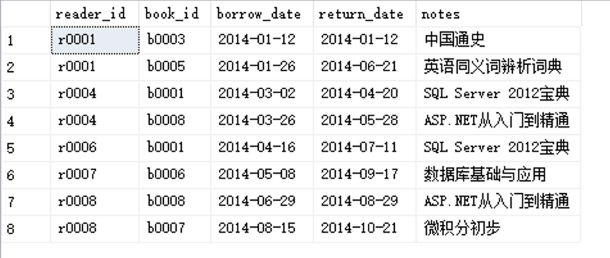 reader_id book_id borrow_date return_date notes
1 r0001 b0003 2014-01-12 2014-01-12 中国通史
2 r0001 b0005 2014-01-26 2014-06-21 英语同义词辨析词典
3 r0004 b0001 2014-03-02 2014-04-20 SQL Server 2012宝典
4 r0004 b0008 2014-03-26 2014-05-28 ASP.NET从入门到精通
5 r0006 b0001 2014-04-16 2014-07-11 SQL Server 2012宝典
6 r0007 b0006 2014-05-08 2014-09-17 数据库基础与应用
7 r0008 b0008 2014-06-29 2014-08-29 ASP.NET从入门到精通
8 r0008 b0007 2014-08-15 2014-10-21 微积分初步